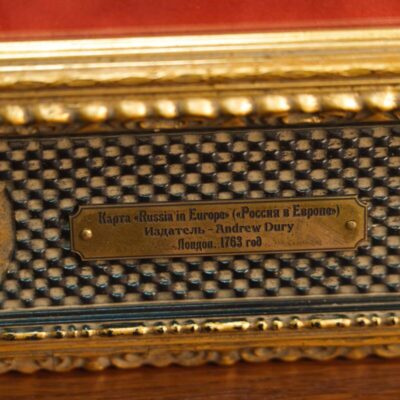 Карта «Russia in Europe» («Россия в Европе»)
Издатель - Andrew Dury
Лондон, 1763 год